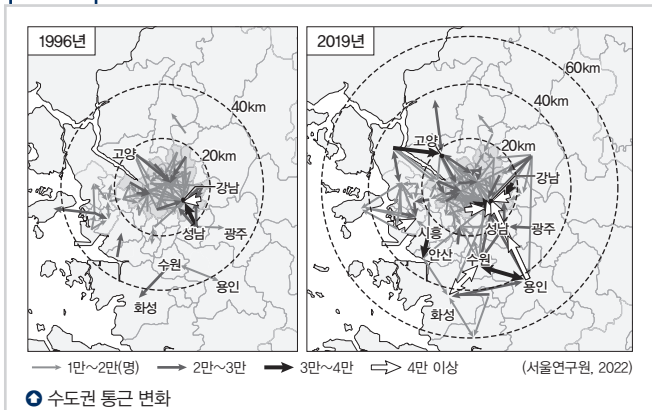 1996년
40km
고양
20km
강남
성남
광주
수원
용인
화성
2019년
60km
40km
고양
20km
강남
시흥
성남
광주
안산
수원
용인
화성
1만~2만(명) 2만~3만 3만~4만 4만 이상 (서울연구원, 2022)
수도권 통근 변화